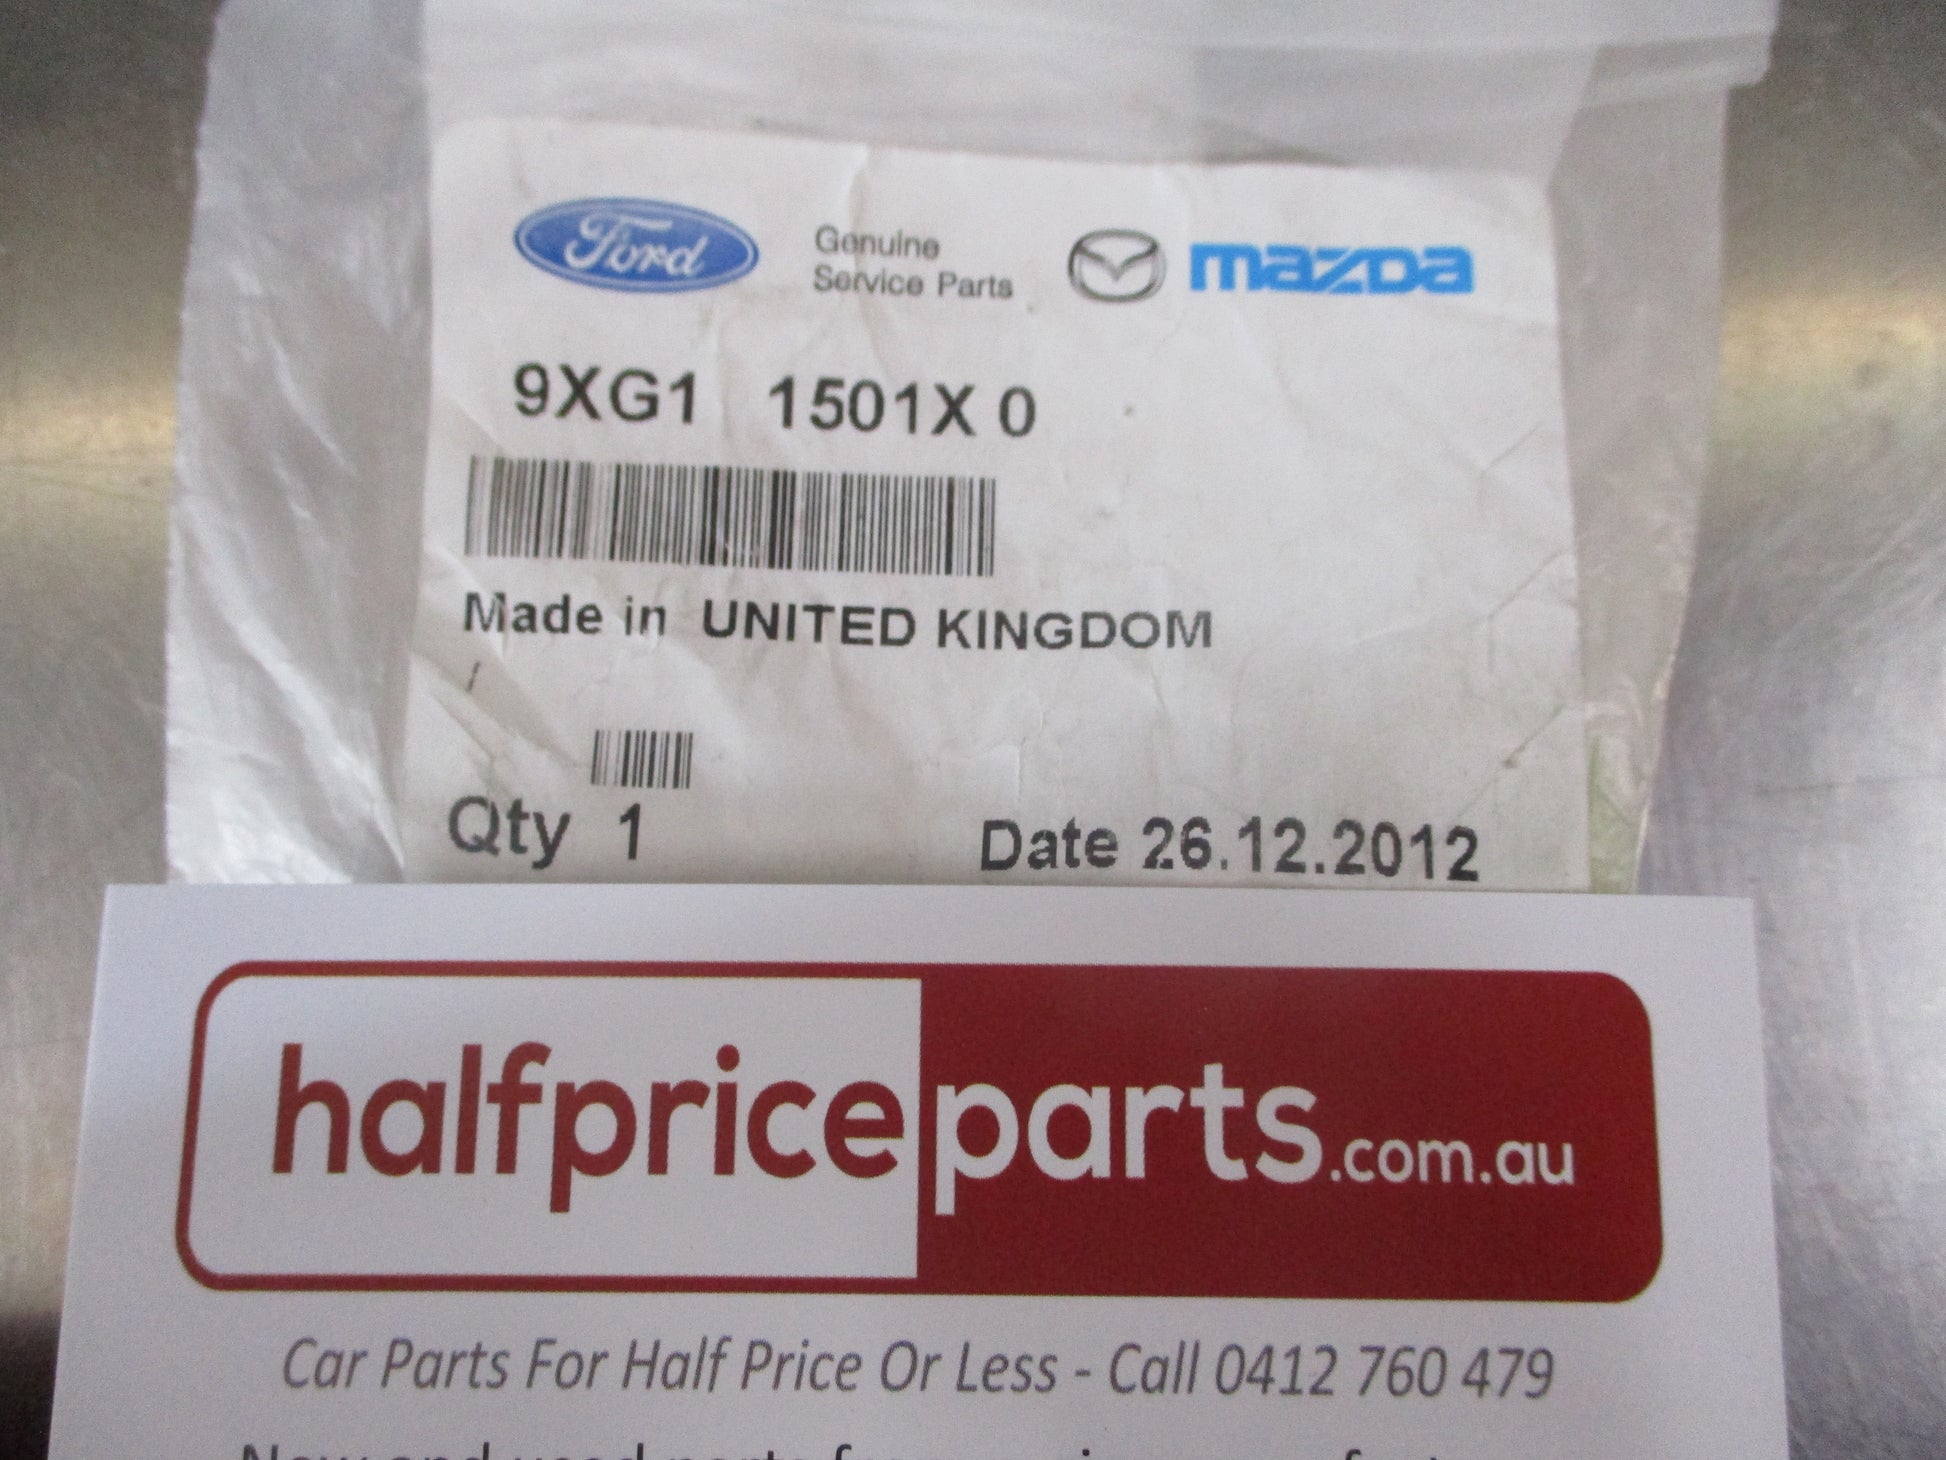 Ford
Genuine
Service Parts
mazDa
9XG1 1501X 0
Made in UNITED KINGDOM
Qty 1
Date 26.12.2012
halfpriceparts.com.au
Car Parts For Half Price Or Less - Call 0412 760 479